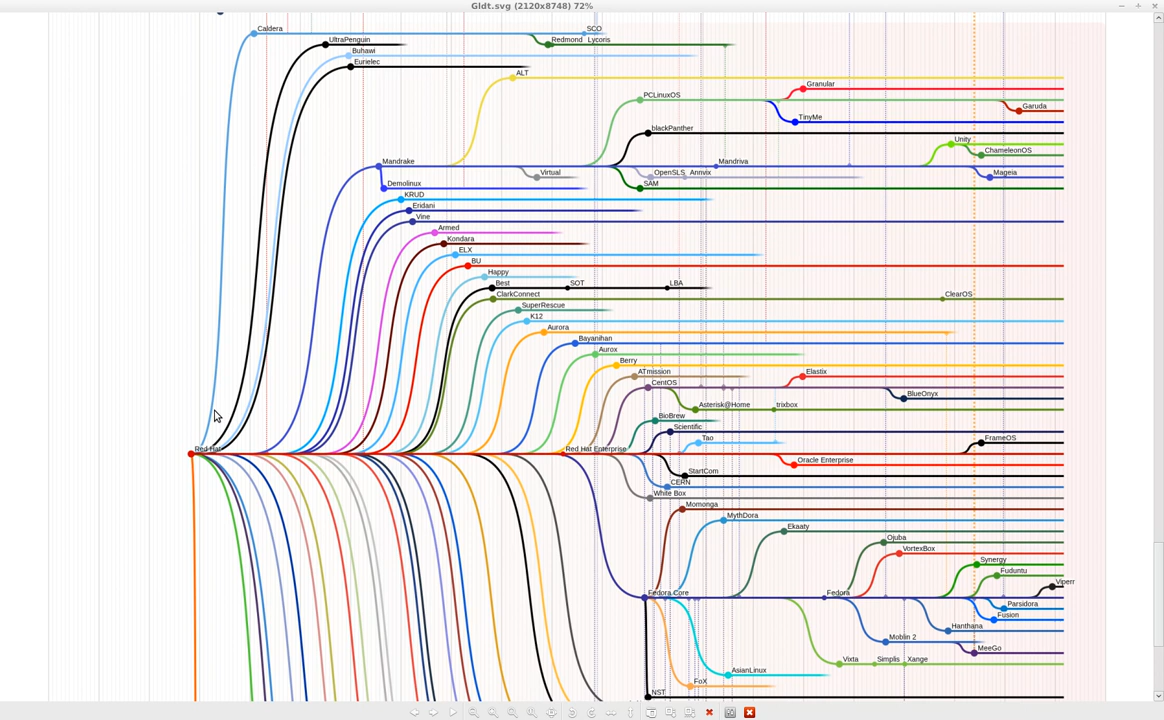 Gldt.svg (2120x8748) 72%
Caldera
SCO
UltraPenguin
Redmond Lycoris
Buhawi
Eurielec
ALT
Granular
PCLinuxOS
Garuda
TinyMe
blackPanther
Unity
ChameleonOS
Mandrake
Mandriva
Virtual
OpenSLS Annvix
Mageia
Demolinux
SAM
KRUD
Eridani
Vine
Armed
Kondara
ELX
BU
Happy
Best
SOT
LBA
ClarkConnect
ClearOS
SuperRescue
K12
Aurora
Bayanihan
Aurox
Berry
ATmission
Elastix
CentOS
BlueOnyx
Asterisk@Home
trixbox
BioBrew
Scientific
Tao
FrameOS
Red Hat
Red Hat Enterprise
Oracle Enterprise
StartCom
CERN
White Box
Momonga
MythDora
Ekaaty
Ojuba
VortexBox
Synergy
Fuduntu
Viperr
Fedora Core
Fedora
Parsidora
Fusion
Hanthana
Moblin 2
MeeGo
Vixta
Simplis
Xange
AsianLinux
FoX
NST